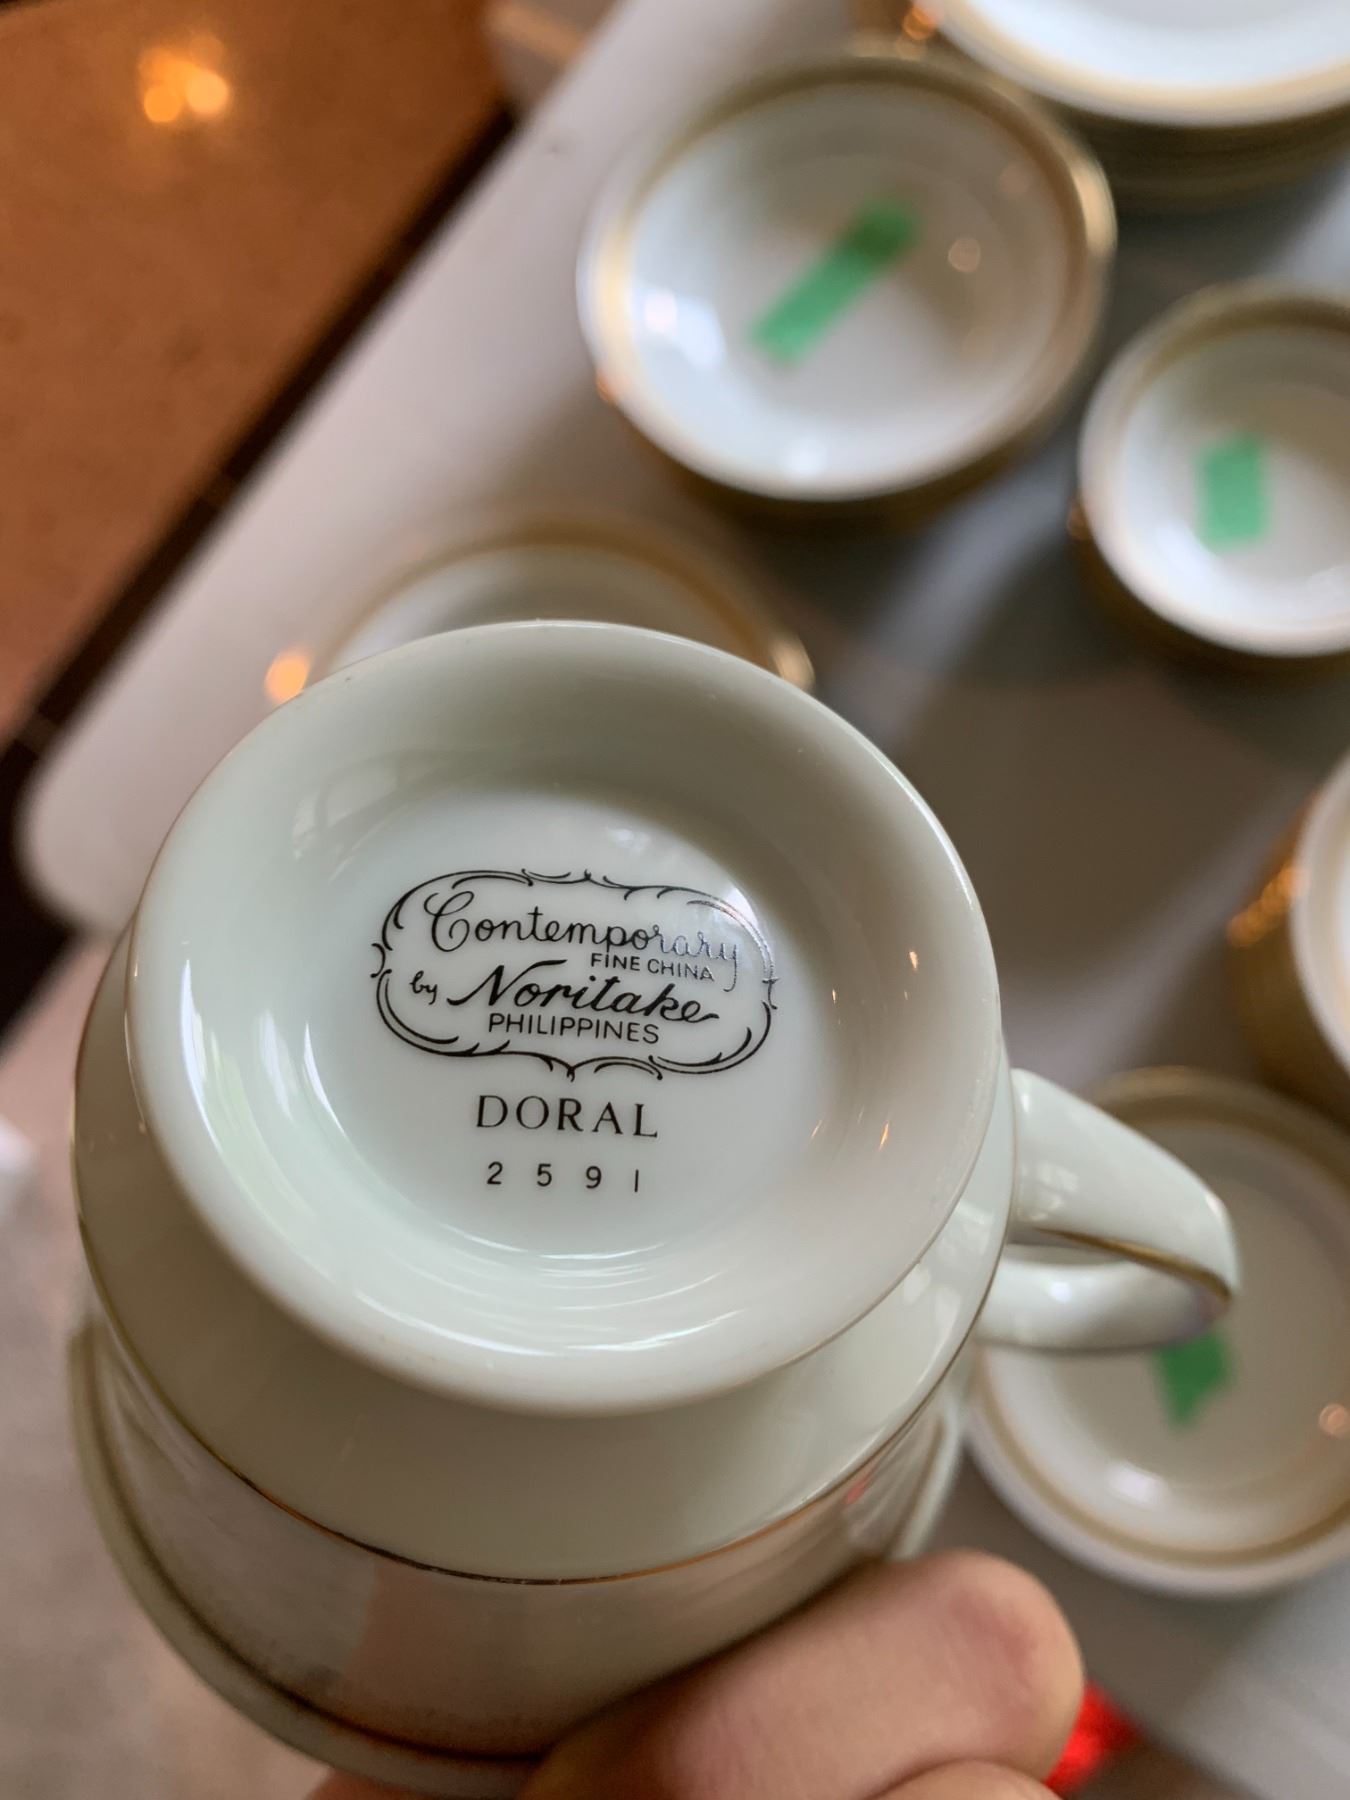 Contemporary
FINE CHINA
by Noritake
PHILIPPINES
DORAL
2591